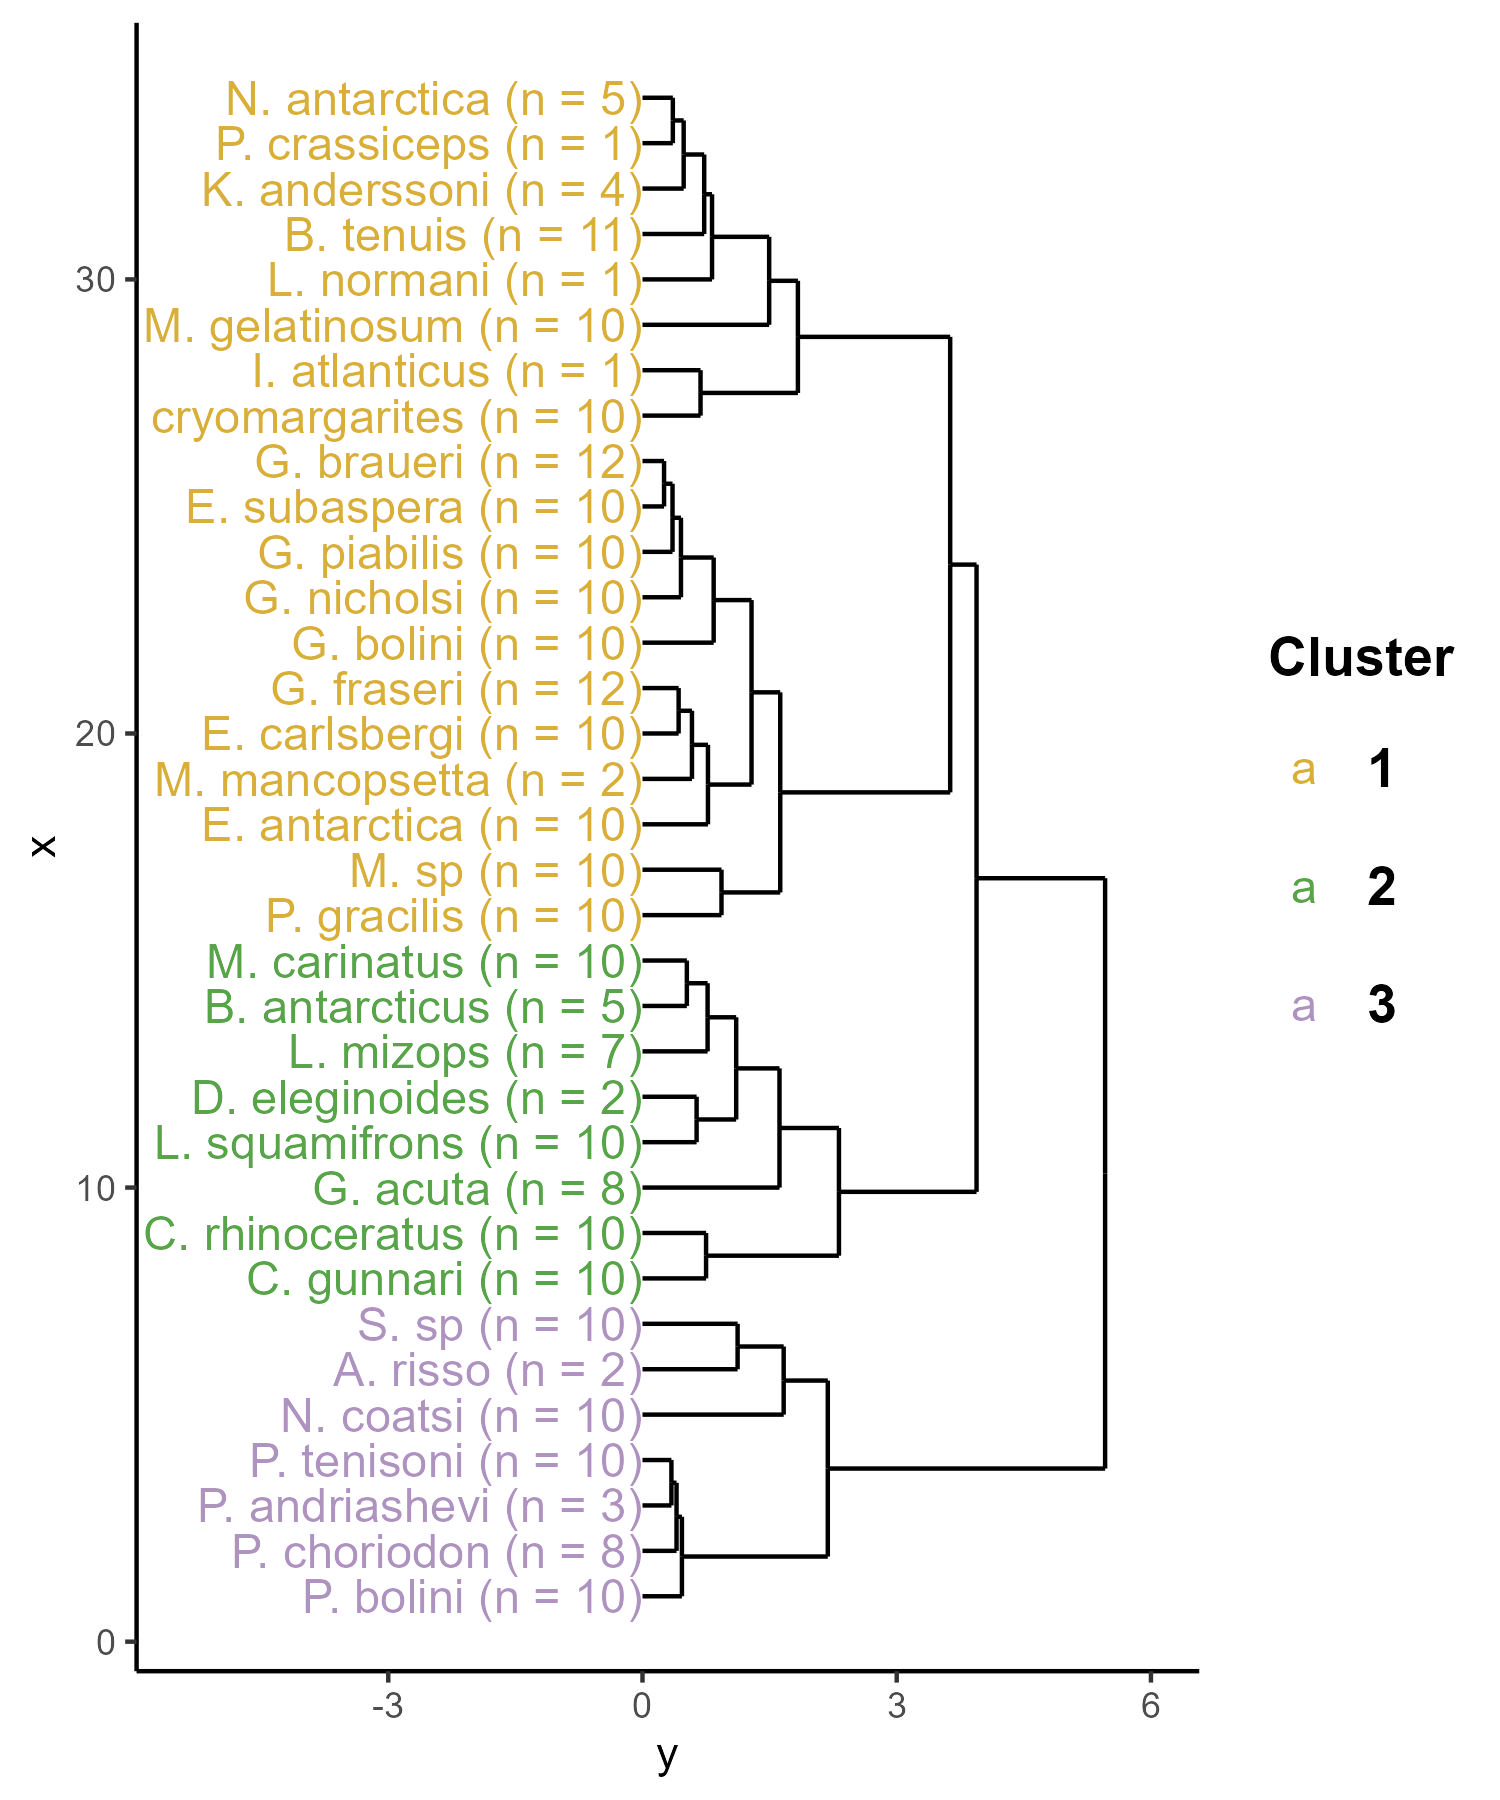 N. antarctica (n = 5)
P. crassiceps (n = 1)
K. anderssoni (n = 4)
B. tenuis (n = 11)
L. normani (n = 1)
M. gelatinosum (n = 10)
I. atlanticus (n = 1)
cryomargarites (n = 10)
G. braueri (n = 12)
E. subaspera (n = 10)
G. piabilis (n = 10)
G. nicholsi (n = 10)
G. bolini (n = 10)
G. fraseri (n = 12)
E. carlsbergi (n = 10)
M. mancopsetta (n = 2)
E. antarctica (n = 10)
M. sp (n = 10)
P. gracilis (n = 10)
M. carinatus (n = 10)
B. antarcticus (n = 5)
L. mizops (n = 7)
D. eleginoides (n = 2)
L. squamifrons (n = 10)
G. acuta (n = 8)
C. rhinoceratus (n = 10)
C. gunnari (n = 10)
S. sp (n = 10)
A. risso (n = 2)
N. coatsi (n = 10)
P. tenisoni (n = 10)
P. andriashevi (n = 3)
P. choriodon (n = 8)
P. bolini (n = 10)
30
20
10
0
x
-3 0 3 6
y
Cluster
a 1
a 2
a 3